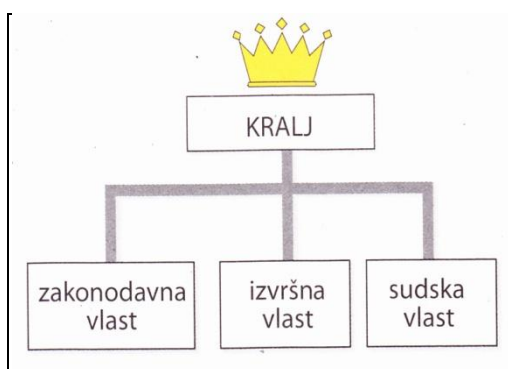 KRALJ
zakonodavna
vlast
izvršna
vlast
sudska
vlast